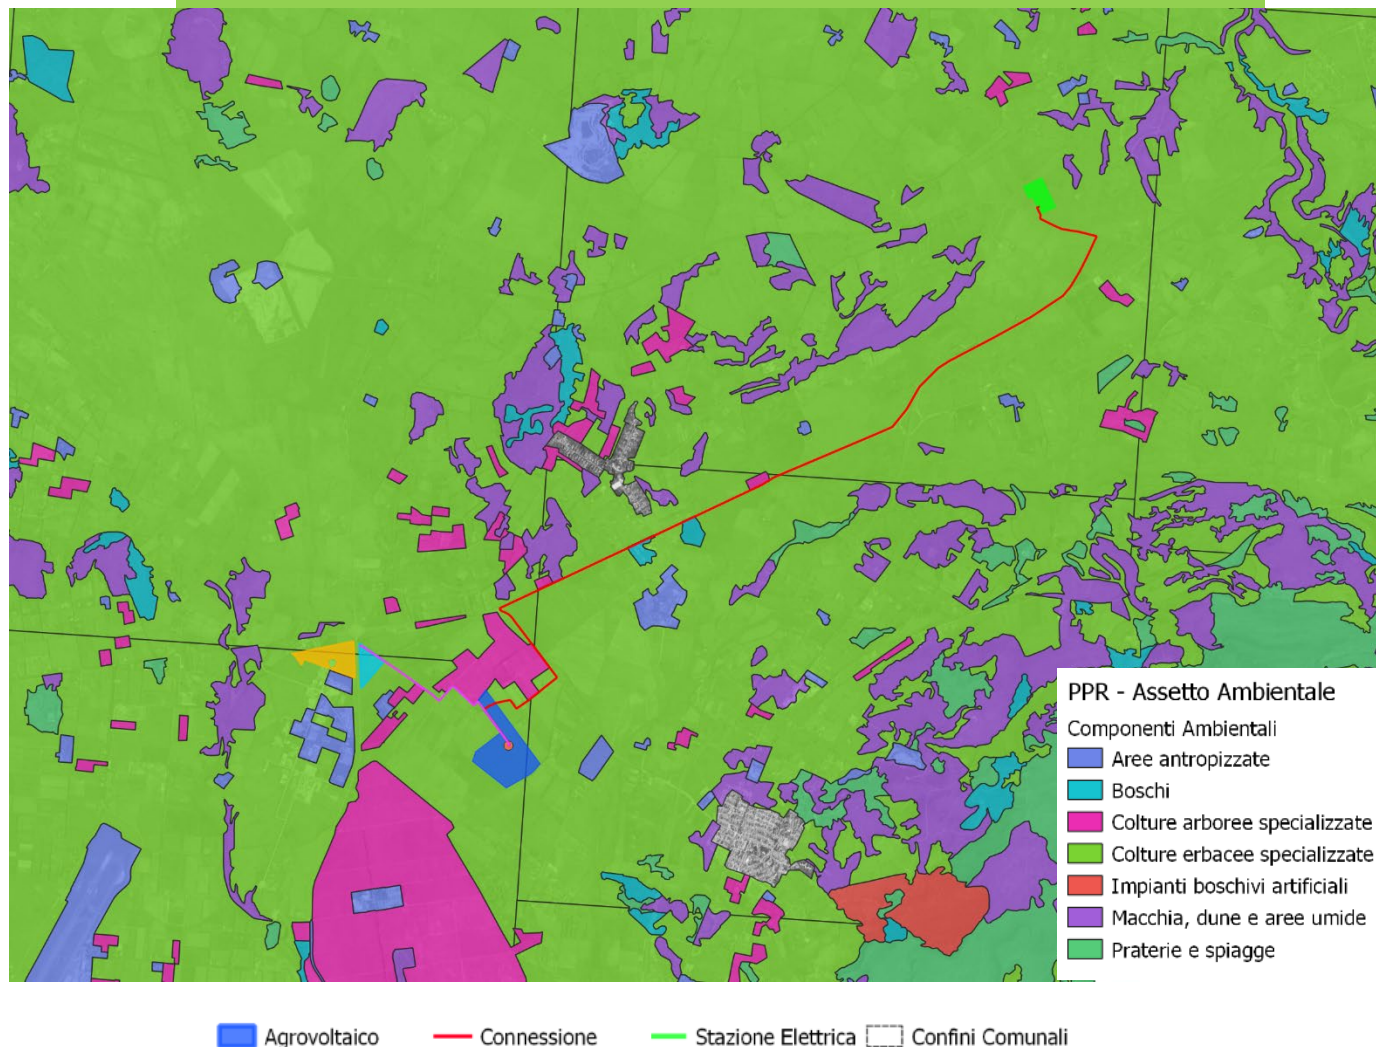 PPR - Assetto Ambientale
Componenti Ambientali
Aree antropizzate
Boschi
Colture arboree specializzate
Colture erbacee specializzate
Impianti boschivi artificiali
Macchia, dune e aree umide
Praterie e spiagge
Agrovoltaico Connessione Stazione Elettrica Confini Comunali